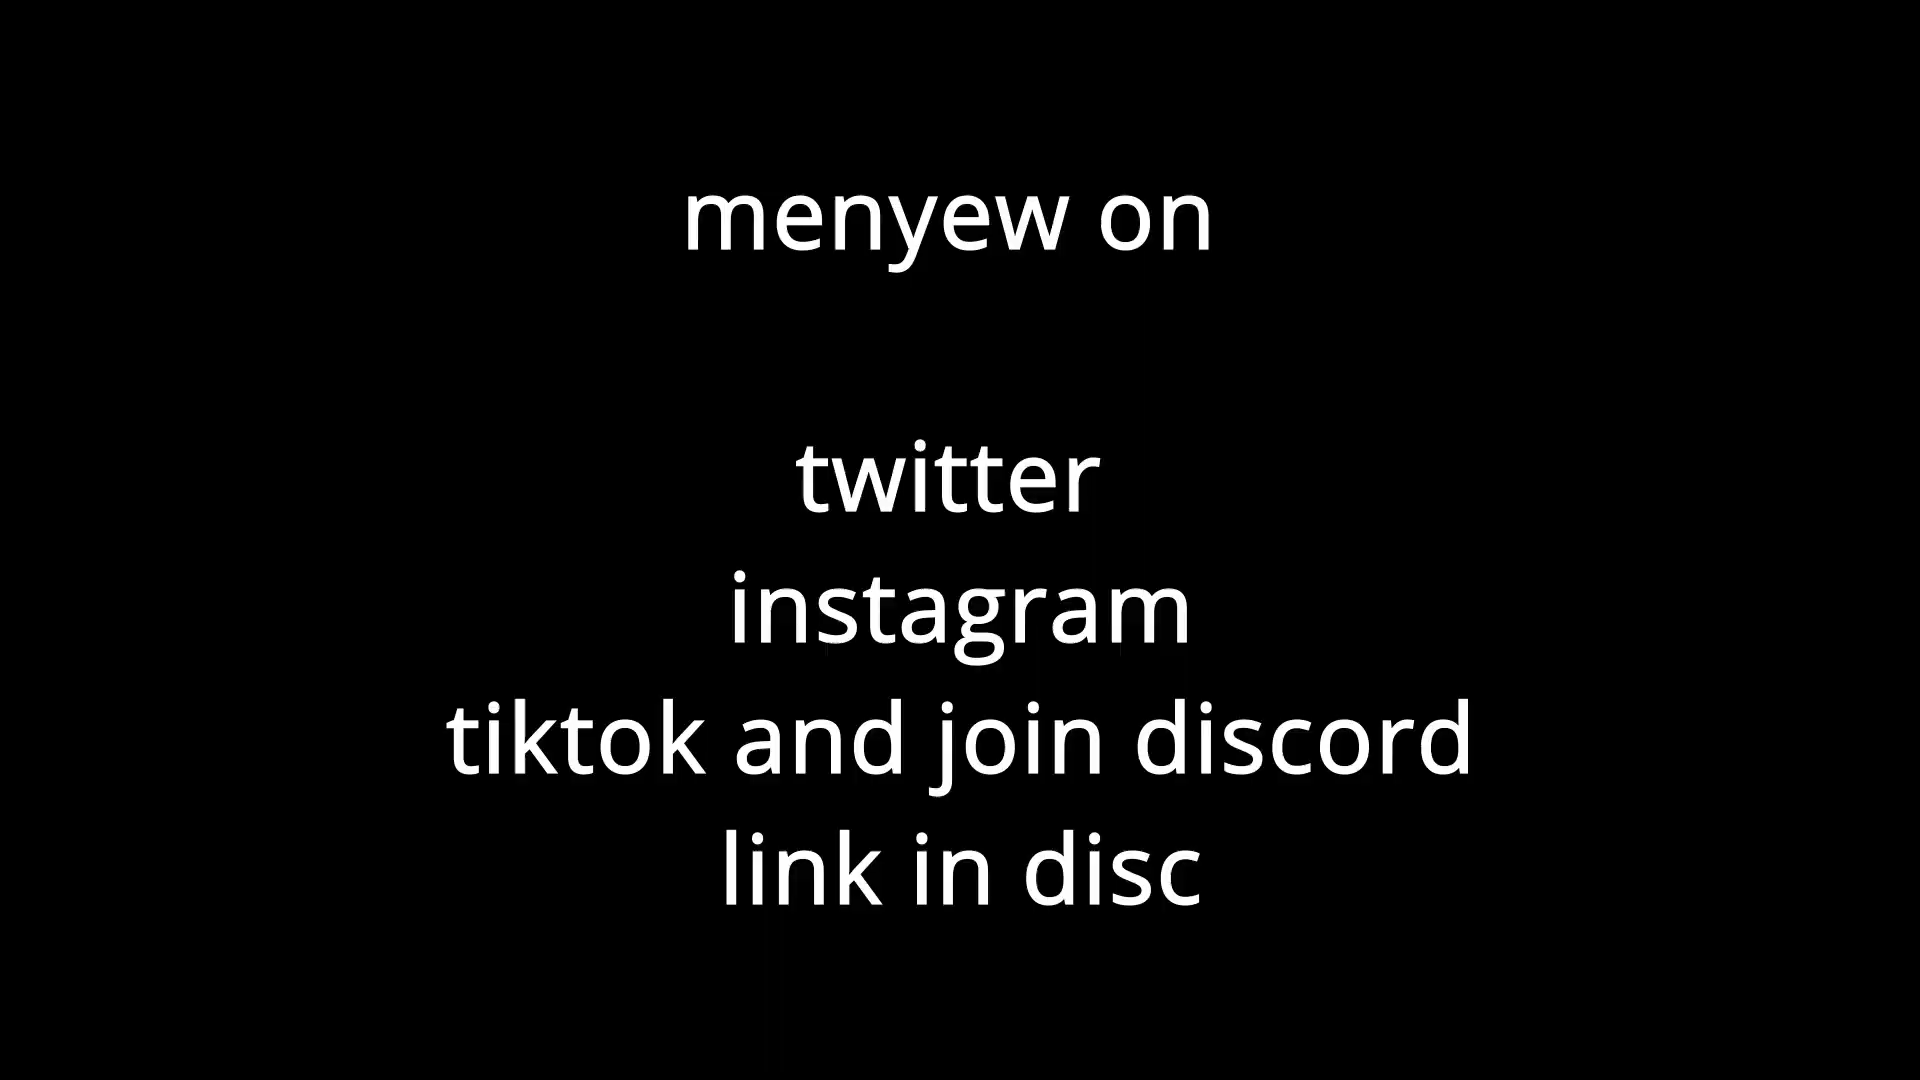 menyew on
twitter
instagram
tiktok and join discord
link in disc